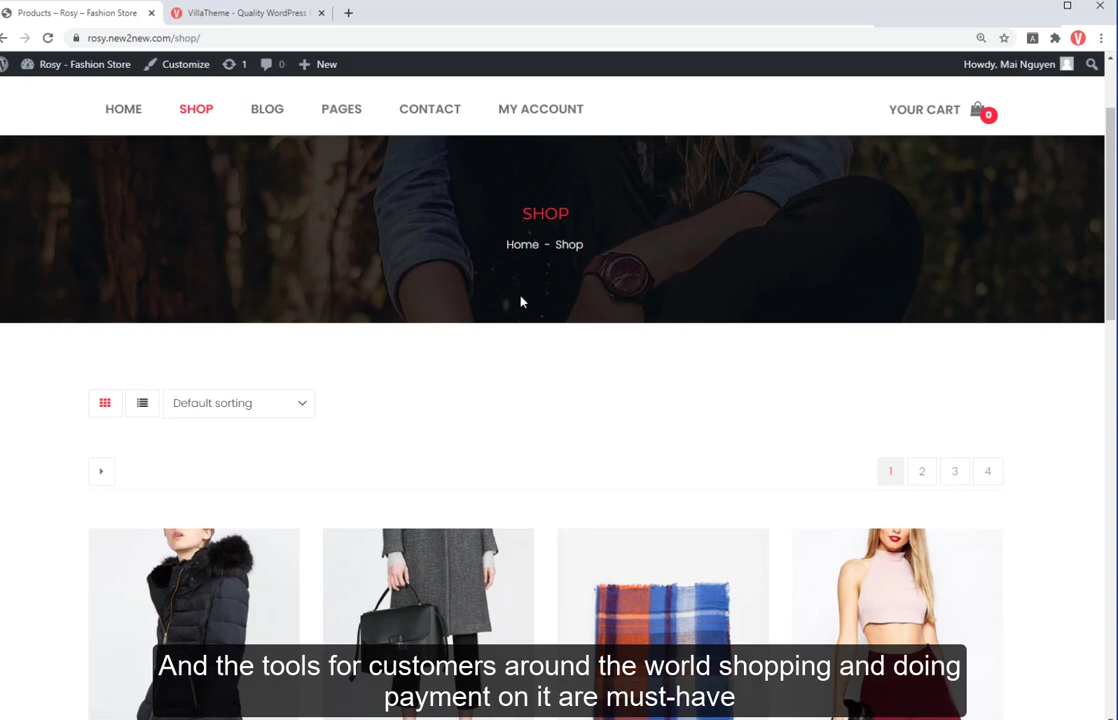 Products – Rosy – Fashion Store
VillaTheme - Quality WordPress
rosy.new2new.com/shop/
Rosy - Fashion Store
Customize
1
0
New
Howdy, Mai Nguyen
HOME
SHOP
BLOG
PAGES
CONTACT
MY ACCOUNT
YOUR CART
0
SHOP
Home - Shop
Default sorting
1
2
3
4
And the tools for customers around the world shopping and doing
payment on it are must-have